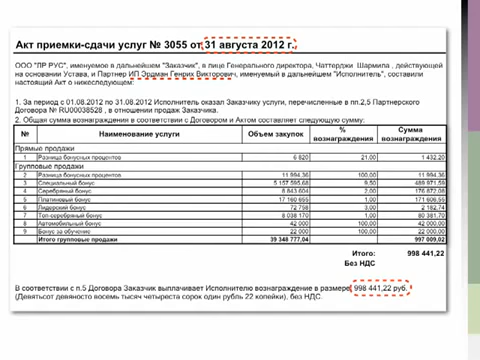 Акт приемки-сдачи услуг № 3055 от 31 августа 2012 г.
ООО "ПР РУС", именуемое в дальнейшем "Заказчик", в лице Генерального директора, Чаттерджи Шармила , действующей
на основании Устава, и Партнер ИП Эрдман Генрих Викторович, именуемый в дальнейшем "Исполнитель", составили
настоящий Акт о нижеследующем:
1. За период с 01.08.2012 по 31.08.2012 Исполнитель оказал Заказчику услуги, перечисленные в пп.2,5 Партнерского
Договора № RU00038528 , в отношении продаж Заказчика.
2. Общая сумма вознаграждения в соответствии с Договором и Актом составляет следующую сумму:
№ Наименование услуги Объем закупок % вознаграждения Сумма вознаграждения
Прямые продажи
1 Разница бонусных процентов 6 820 21,00 1 432,20
Групповые продажи
2 Разница бонусных процентов 11 994,36 100,00 11 994,36
3 Специальный бонус 5 157 595,68 9,50 489 971,59
4 Серебряный бонус 8 843 604 2,00 176 872,08
5 Платиновый бонус 17 160 655 1,00 171 606,55
6 Лидерский бонус 72 758 3,00 2 182,74
7 Топ-серебряный бонус 8 038 170 1,00 80 381,70
8 Автомобильный бонус 42 000 100,00 42 000,00
9 Бонус за обучение 22 000 100,00 22 000,00
Итого групповые продажи 39 348 777,04 997 009,02
Итого: 998 441,22
Без НДС
В соответствии с п.5 Договора Заказчик выплачивает Исполнителю вознаграждение в размере 998 441,22 руб.
(Девятьсот девяносто восемь тысяч четыреста сорок один рубль 22 копейки), без НДС.